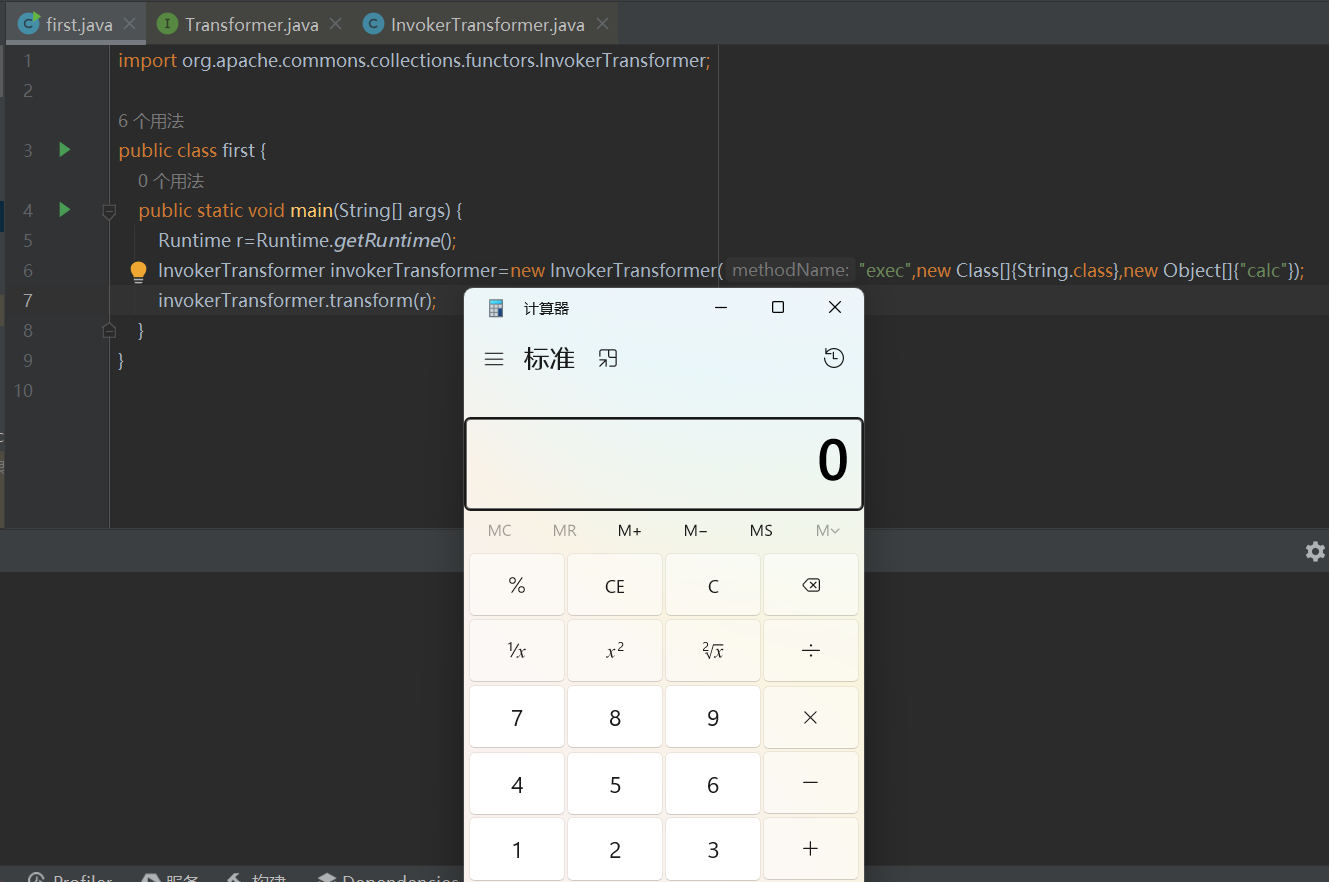 first.java Transformer.java InvokerTransformer.java
1 import org.apache.commons.collections.functors.InvokerTransformer;
2
6 个用法
3 public class first {
0 个用法
4 public static void main(String[] args) {
5 Runtime r=Runtime.getRuntime();
6 InvokerTransformer invokerTransformer=new InvokerTransformer( methodName: "exec",new Class[]{String.class},new Object[]{"calc"});
7 invokerTransformer.transform(r);
8 }
9 }
10
计算器
标准
0
MC MR M+ M− MS M
% CE C
¹⁄x x² ²√x ÷
7 8 9 ×
4 5 6 −
1 2 3 +
Profiler 服务 构建 Dependencies